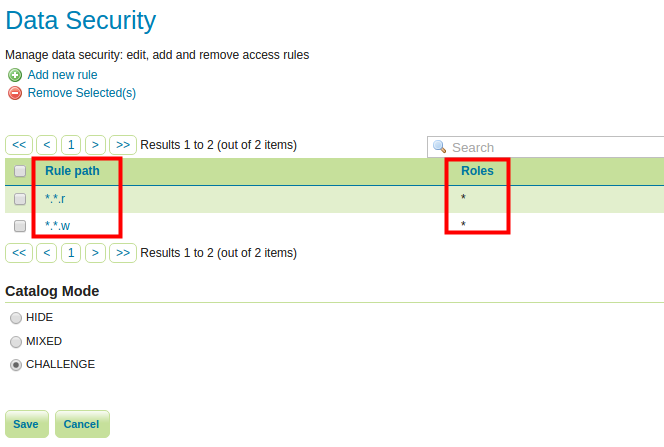 Data Security
Manage data security: edit, add and remove access rules
Add new rule
Remove Selected(s)
<< < 1 > >> Results 1 to 2 (out of 2 items)
Search
Rule path Roles
*.*.r *
*.*.w *
<< < 1 > >> Results 1 to 2 (out of 2 items)
Catalog Mode
HIDE
MIXED
CHALLENGE
Save Cancel